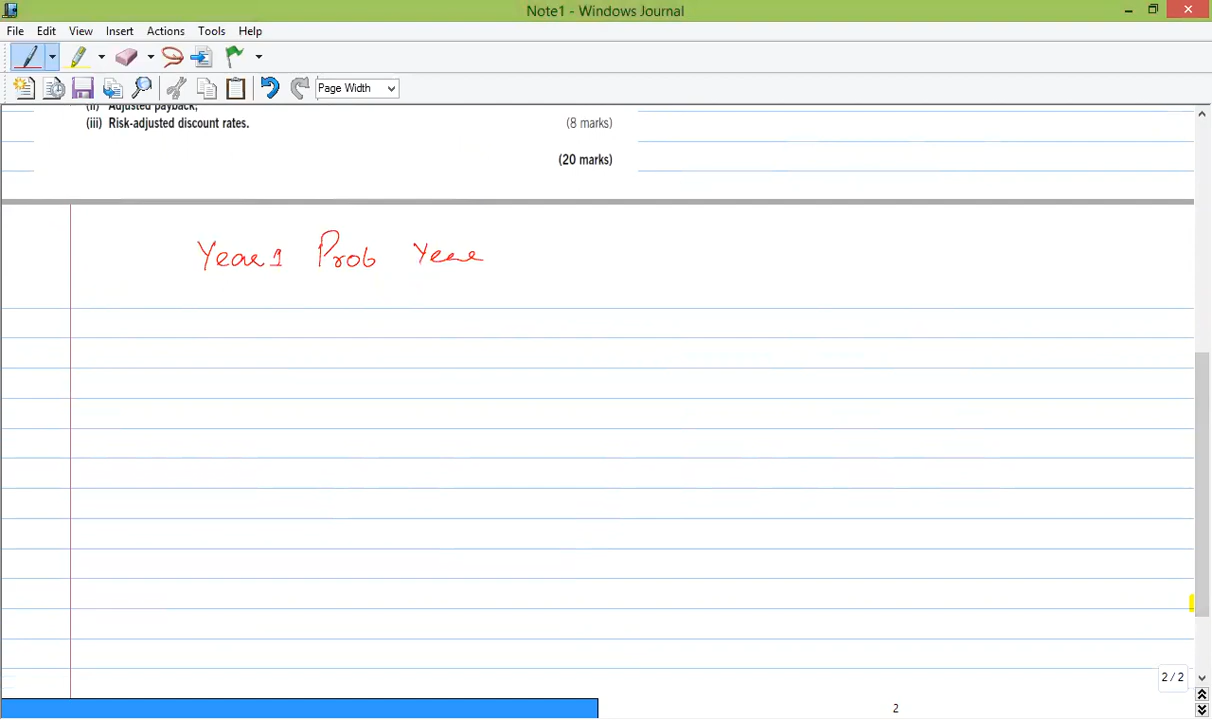 Note1 - Windows Journal
File Edit View Insert Actions Tools Help
Page Width
(ii) Adjusted payback;
(iii) Risk-adjusted discount rates. (8 marks)
(20 marks)
Year 1 Prob Year
2 / 2
2